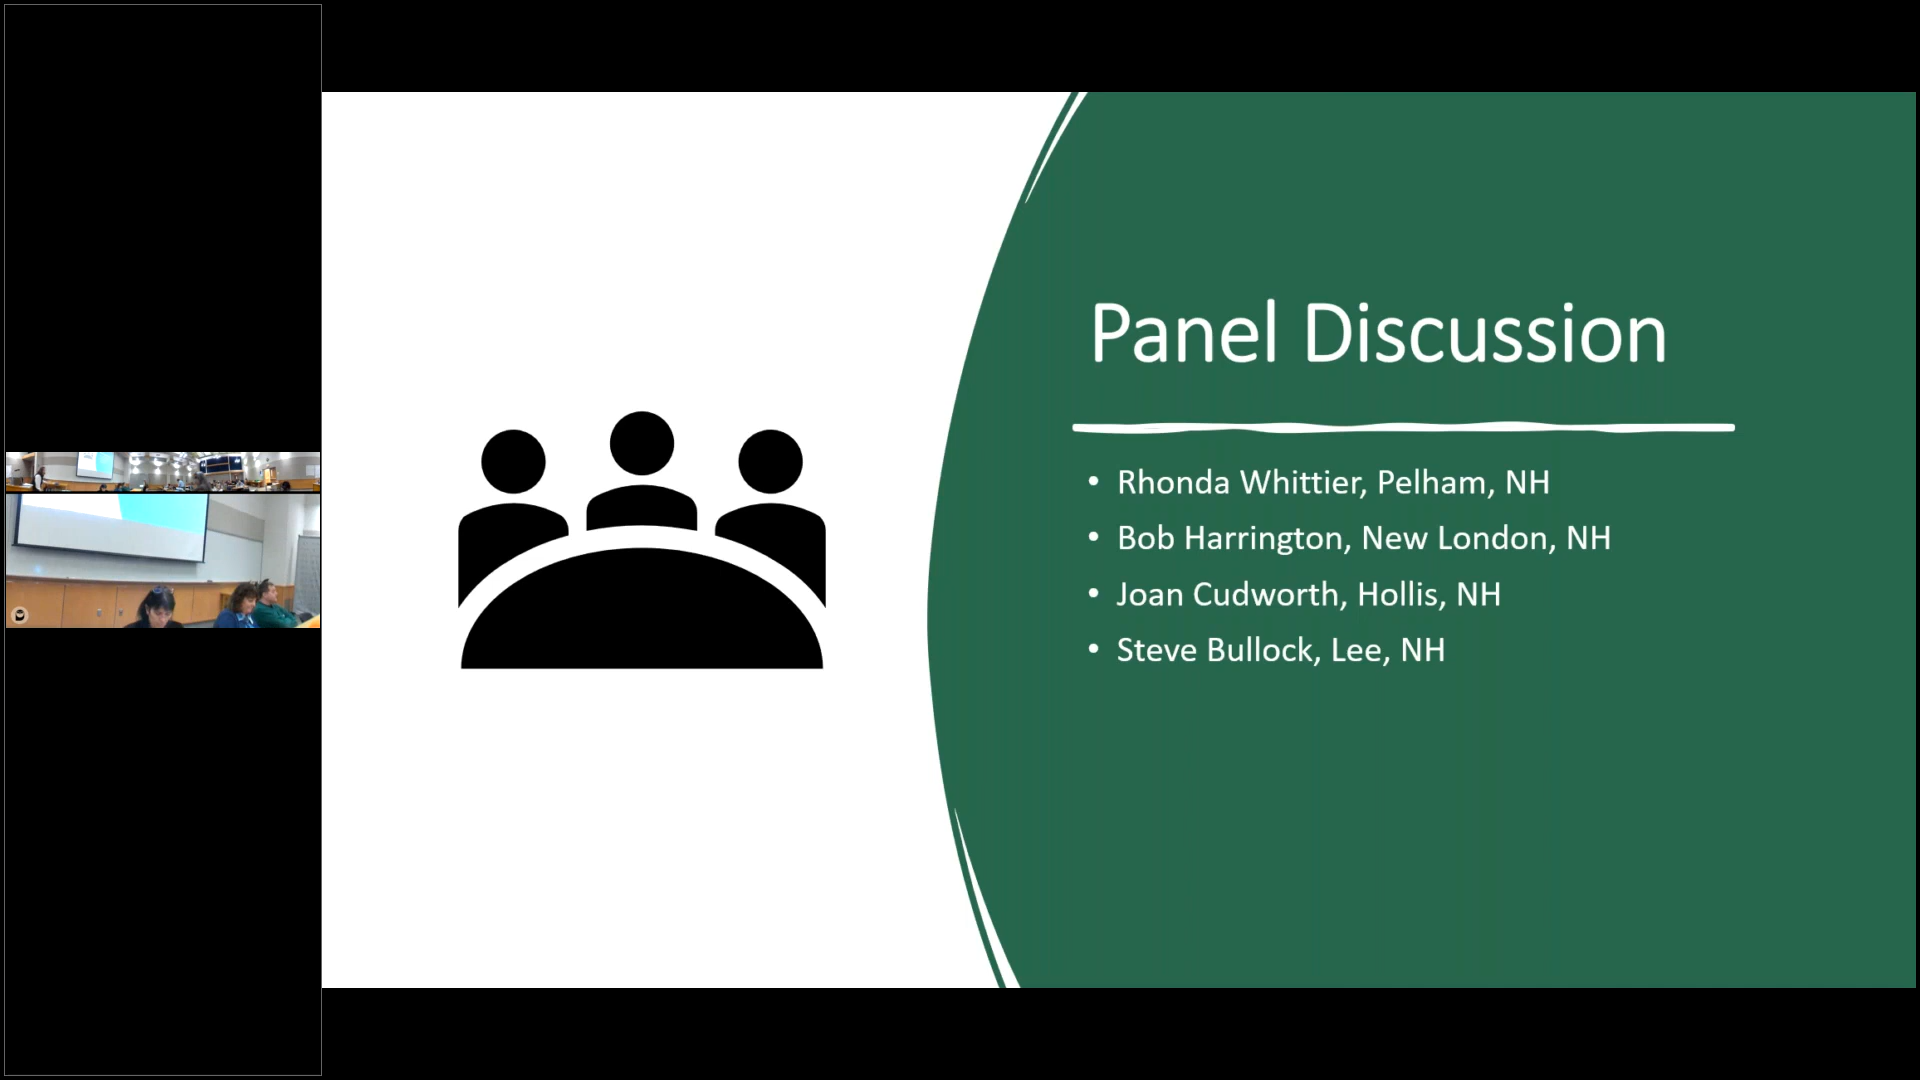 Panel Discussion
• Rhonda Whittier, Pelham, NH
• Bob Harrington, New London, NH
• Joan Cudworth, Hollis, NH
• Steve Bullock, Lee, NH